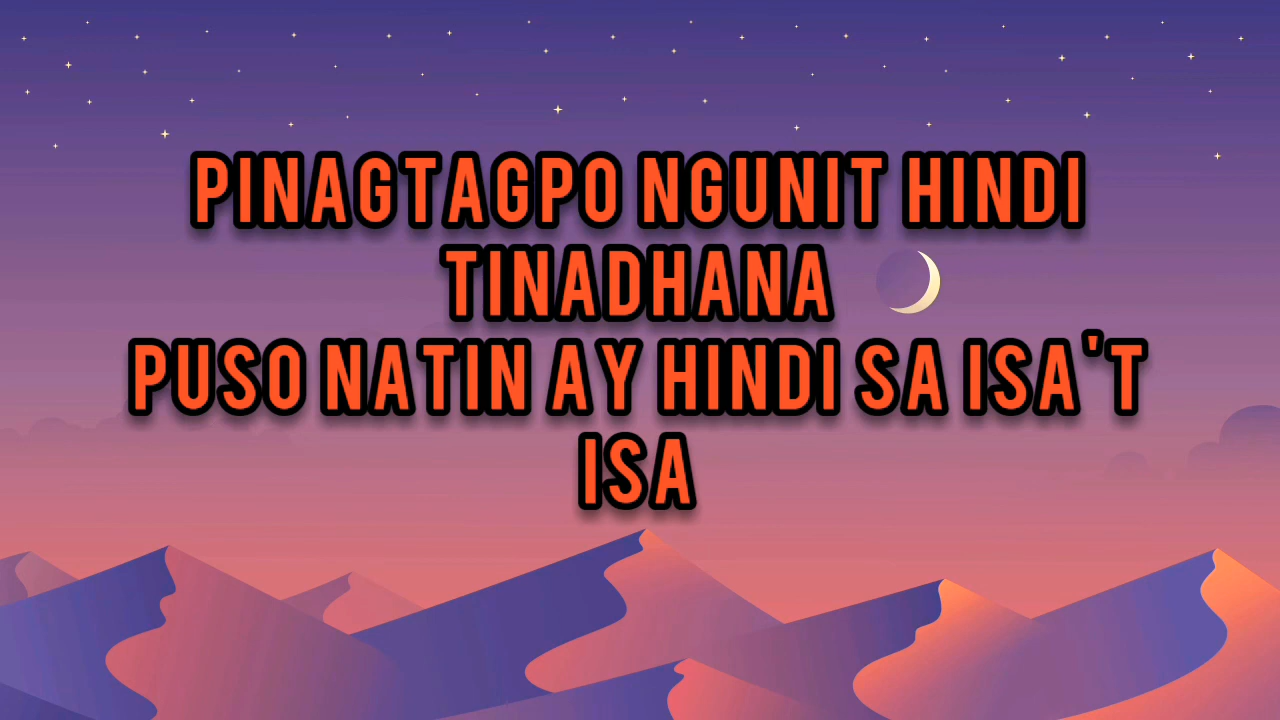 PINAGTAGPO NGUNIT HINDI
TINADHANA
PUSO NATIN AY HINDI SA ISA'T
ISA